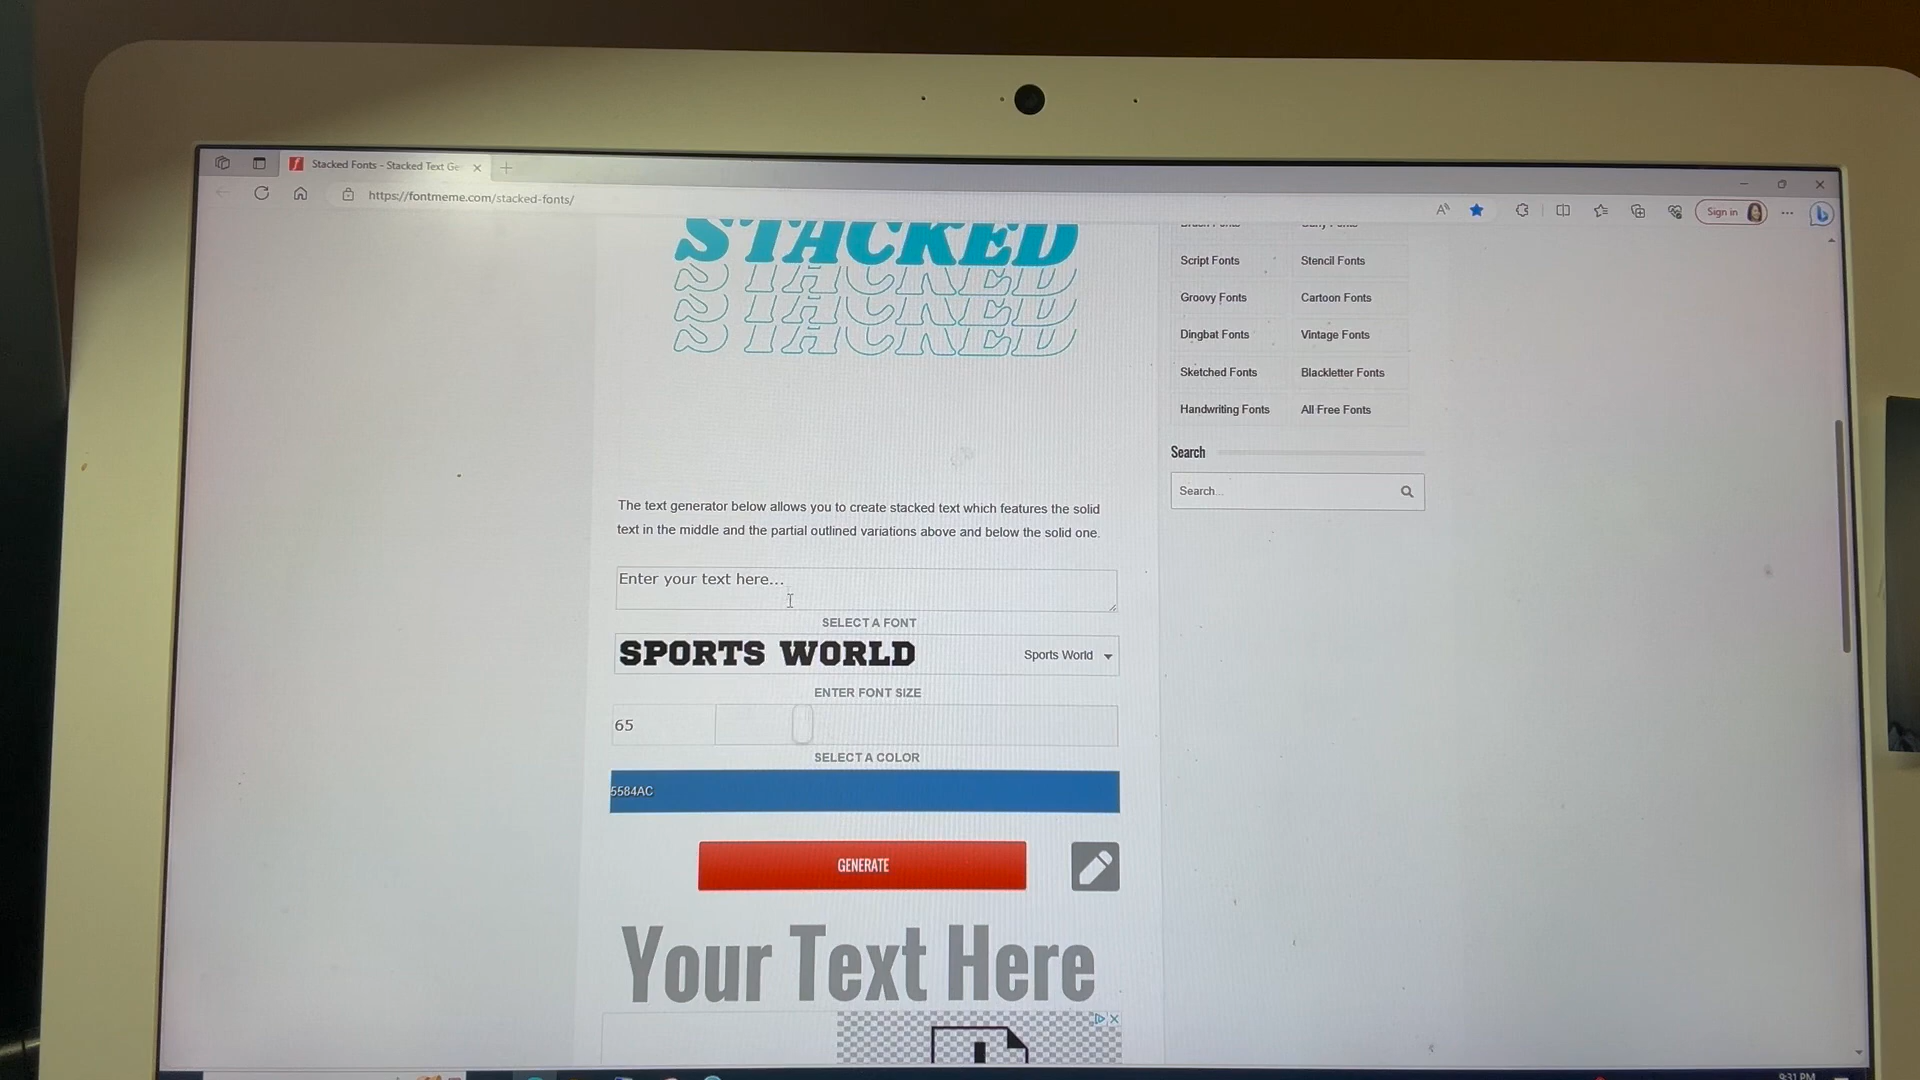 Stacked Fonts - Stacked Text Ge
https://fontmeme.com/stacked-fonts/
Sign in
STACKED
STACKED
STACKED
STACKED
Script Fonts Stencil Fonts
Groovy Fonts Cartoon Fonts
Dingbat Fonts Vintage Fonts
Sketched Fonts Blackletter Fonts
Handwriting Fonts All Free Fonts
Search
Search...
The text generator below allows you to create stacked text which features the solid
text in the middle and the partial outlined variations above and below the solid one.
Enter your text here...
SELECT A FONT
SPORTS WORLD Sports World
ENTER FONT SIZE
65
SELECT A COLOR
5584AC
GENERATE
Your Text Here
9:31 PM